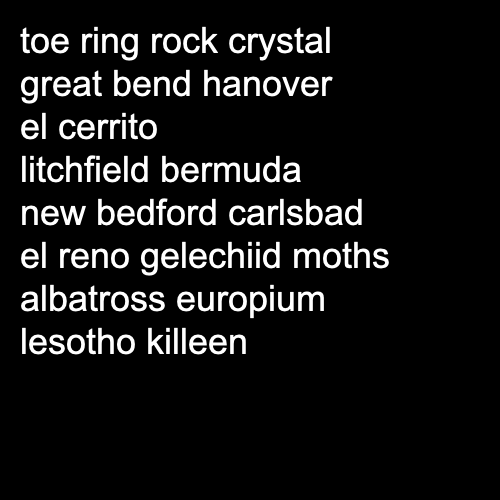 toe ring rock crystal
great bend hanover
el cerrito
litchfield bermuda
new bedford carlsbad
el reno gelechiid moths
albatross europium
lesotho killeen